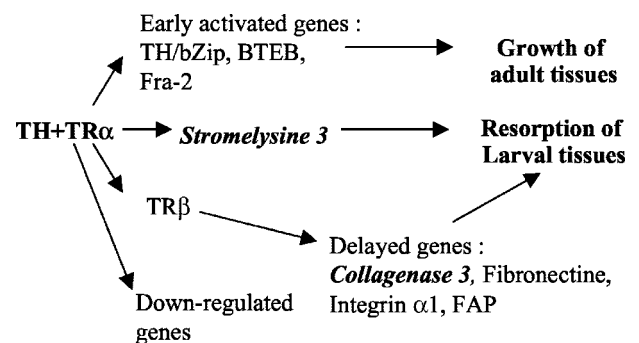 Early activated genes :
TH/bZip, BTEB,
Fra-2
Growth of
adult tissues
TH+TRα
Stromelysine 3
Resorption of
Larval tissues
TRβ
Delayed genes :
Collagenase 3, Fibronectine,
Integrin α1, FAP
Down-regulated
genes